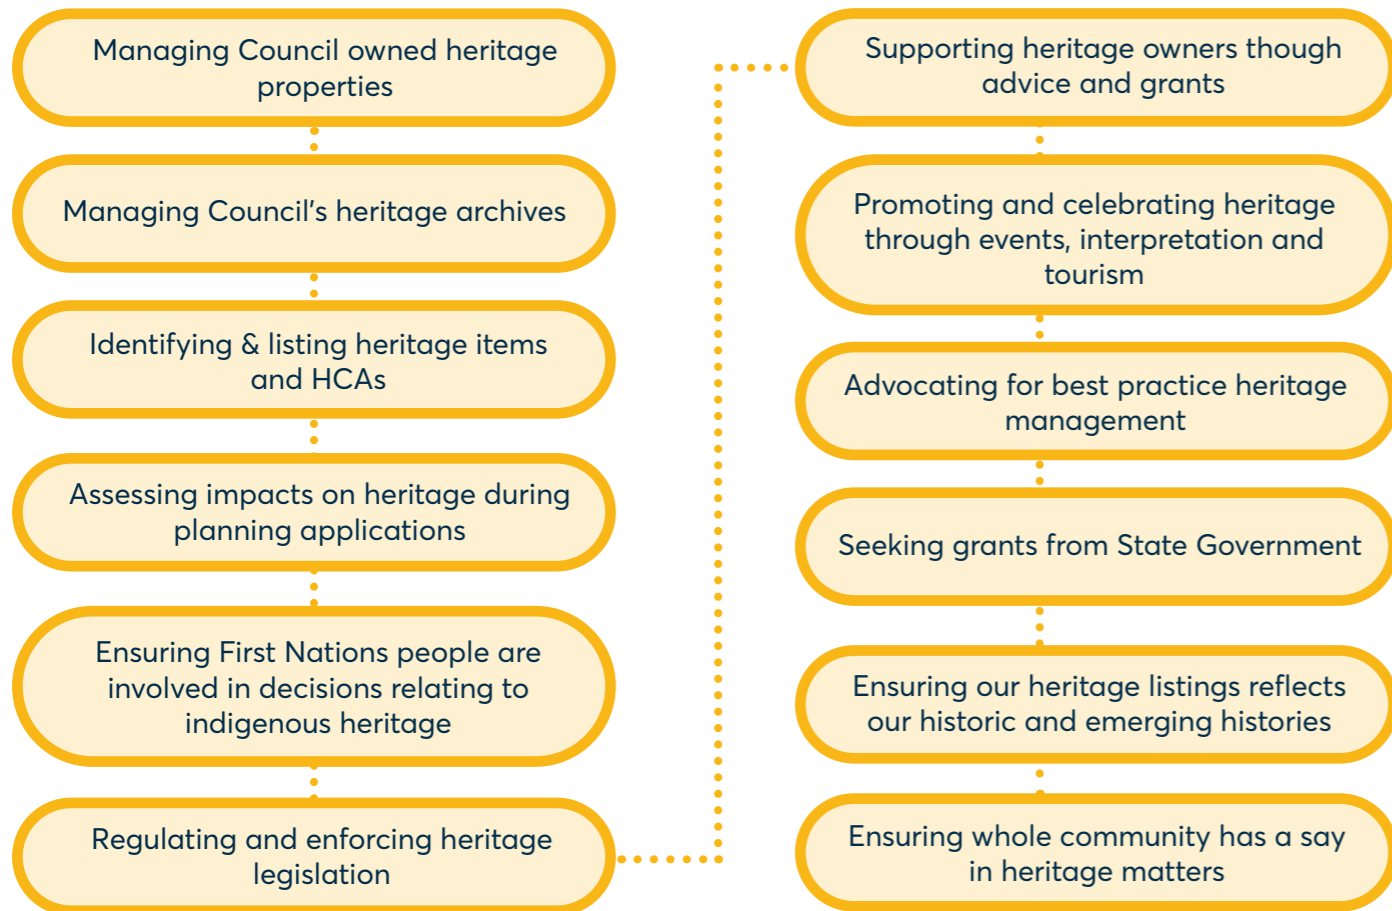 Managing Council owned heritage
properties
Managing Council's heritage archives
Identifying & listing heritage items
and HCAs
Assessing impacts on heritage during
planning applications
Ensuring First Nations people are
involved in decisions relating to
indigenous heritage
Regulating and enforcing heritage
legislation
Supporting heritage owners though
advice and grants
Promoting and celebrating heritage
through events, interpretation and
tourism
Advocating for best practice heritage
management
Seeking grants from State Government
Ensuring our heritage listings reflects
our historic and emerging histories
Ensuring whole community has a say
in heritage matters